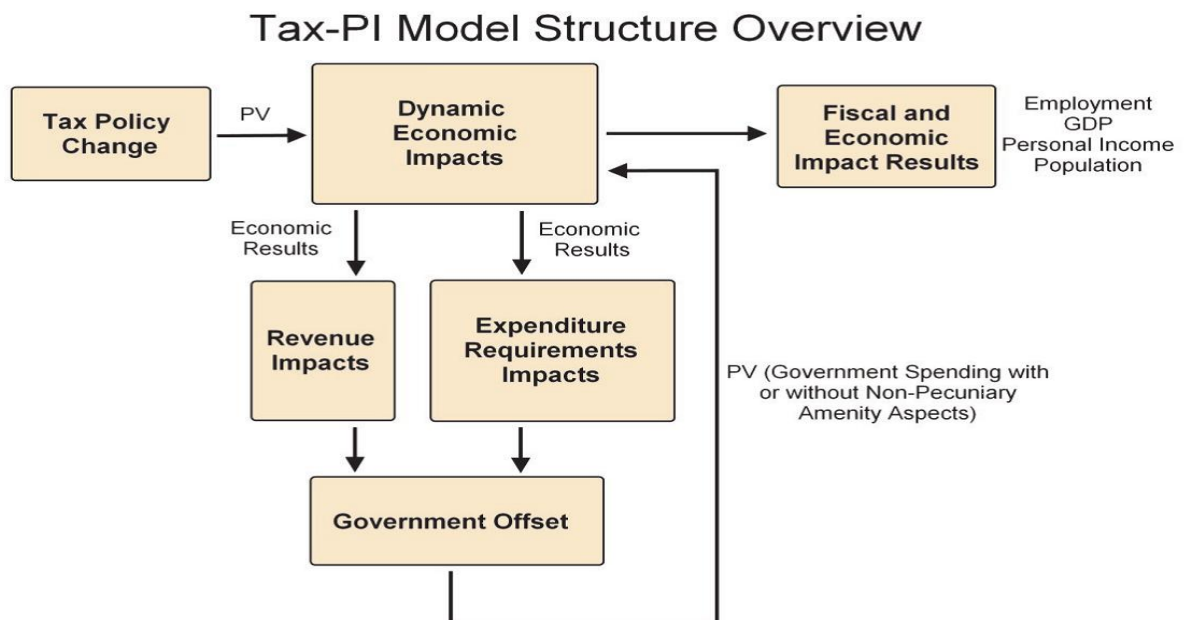 Tax-PI Model Structure Overview
Tax Policy
Change
PV
Dynamic
Economic
Impacts
Fiscal and
Economic
Impact Results
Employment
GDP
Personal Income
Population
Economic
Results
Economic
Results
Revenue
Impacts
Expenditure
Requirements
Impacts
PV (Government Spending with
or without Non-Pecuniary
Amenity Aspects)
Government Offset